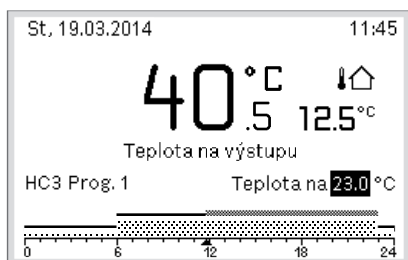 St, 19.03.2014 11:45
40.5 °C 12.5°C
Teplota na výstupu
HC3 Prog. 1 Teplota na 23.0 °C
0 6 12 18 24